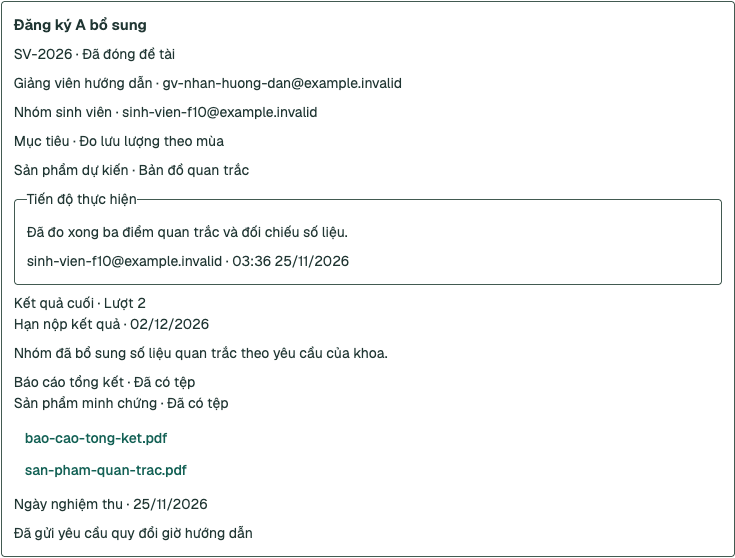 Đăng ký A bổ sung
SV-2026 · Đã đóng đề tài
Giảng viên hướng dẫn · gv-nhan-huong-dan@example.invalid
Nhóm sinh viên · sinh-vien-f10@example.invalid
Mục tiêu · Đo lưu lượng theo mùa
Sản phẩm dự kiến · Bản đồ quan trắc
Tiến độ thực hiện
Đã đo xong ba điểm quan trắc và đối chiếu số liệu.
sinh-vien-f10@example.invalid · 03:36 25/11/2026
Kết quả cuối · Lượt 2
Hạn nộp kết quả · 02/12/2026
Nhóm đã bổ sung số liệu quan trắc theo yêu cầu của khoa.
Báo cáo tổng kết · Đã có tệp
Sản phẩm minh chứng · Đã có tệp
bao-cao-tong-ket.pdf
san-pham-quan-trac.pdf
Ngày nghiệm thu · 25/11/2026
Đã gửi yêu cầu quy đổi giờ hướng dẫn